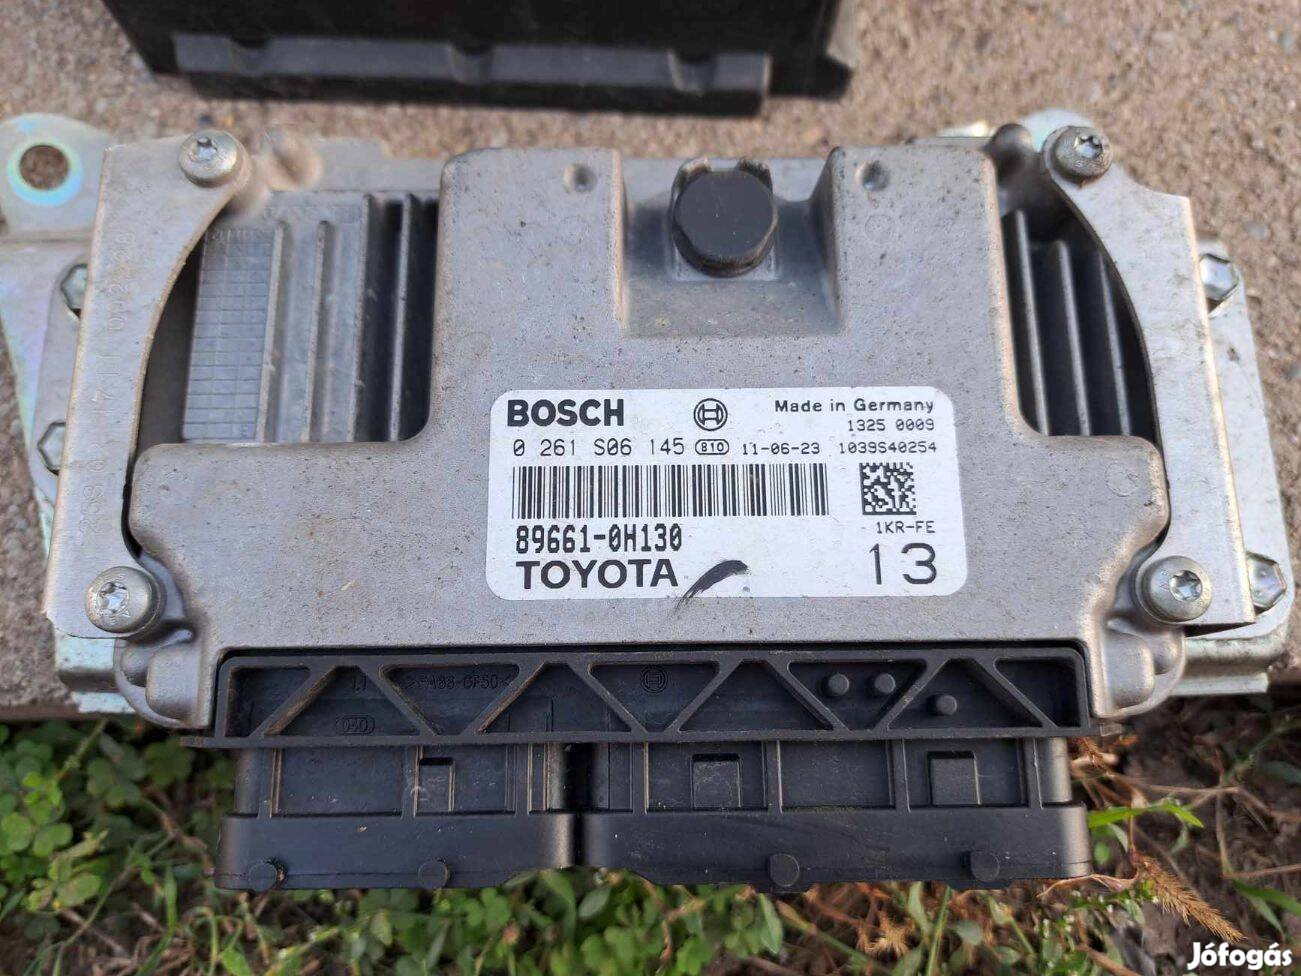 BOSCH Made in Germany
1325 0009
0 261 S06 145 810 11-06-23 1039S40254
89661-0H130 1KR-FE
TOYOTA 13
Jófogás